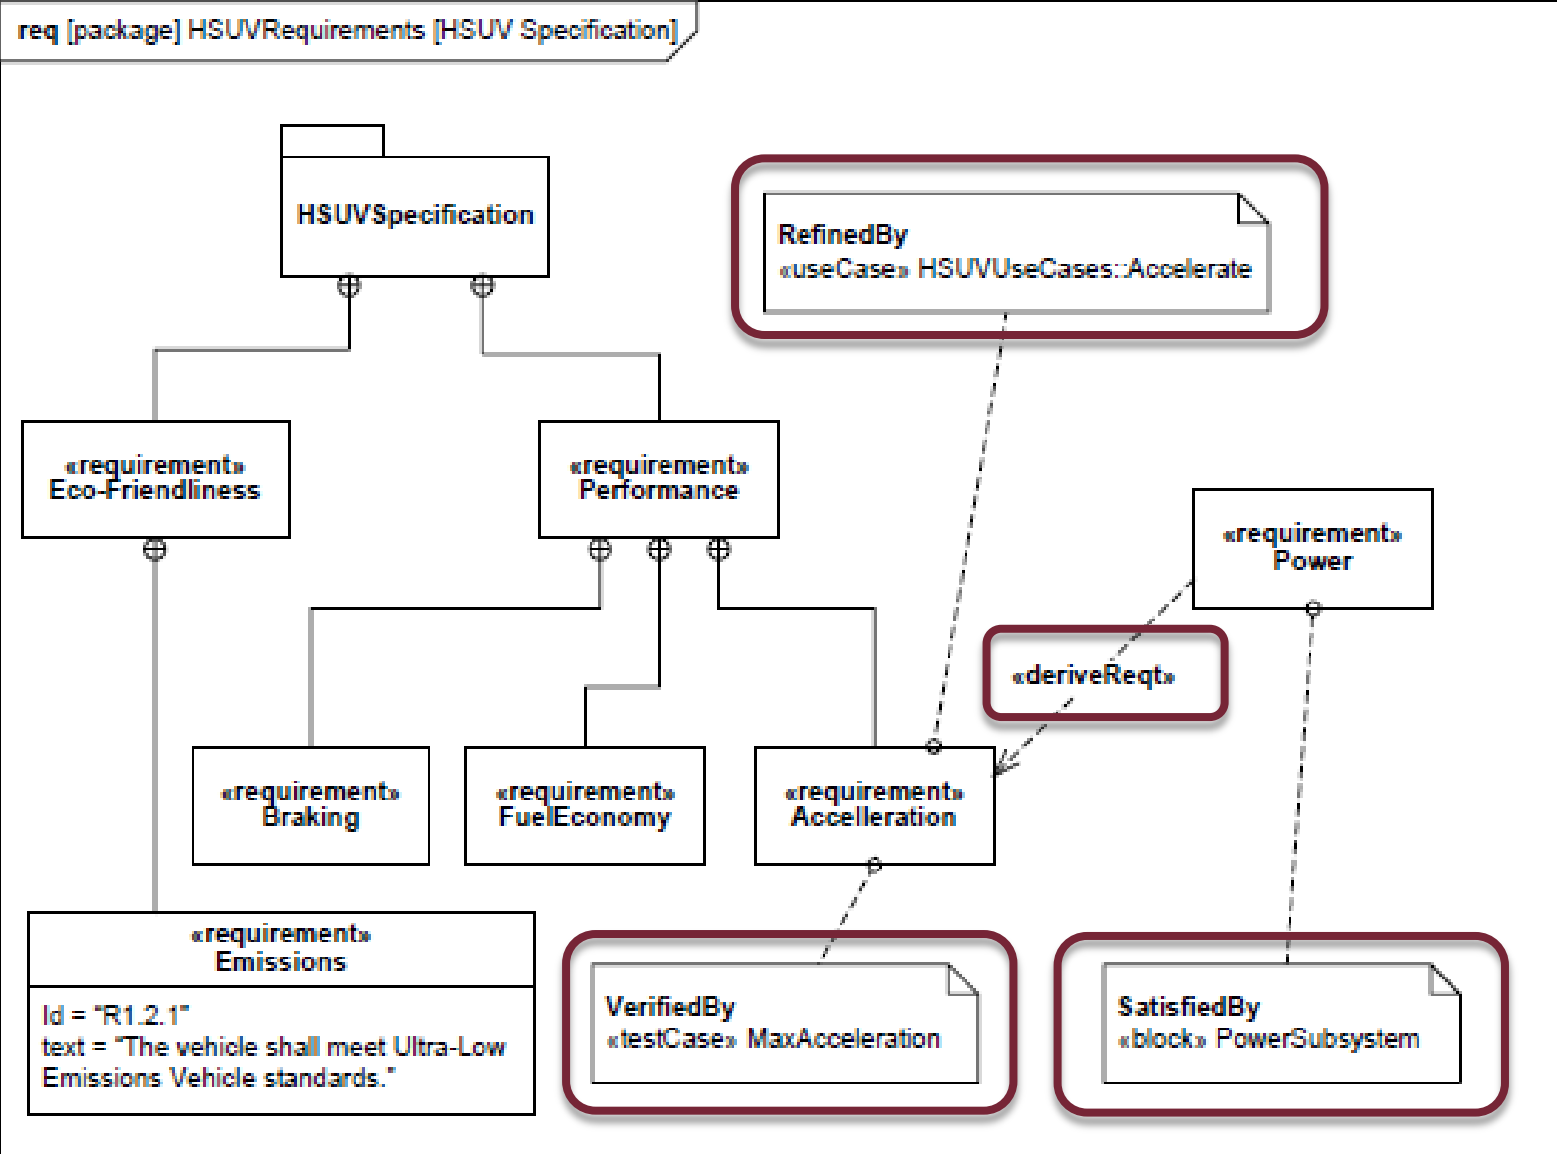 req [package] HSUVRequirements [HSUV Specification]
HSUVSpecification
RefinedBy
«useCase» HSUVUseCases::Accelerate
«requirement»
Eco-Friendliness
«requirement»
Performance
«requirement»
Power
«deriveReqt»
«requirement»
Braking
«requirement»
FuelEconomy
«requirement»
Accelleration
«requirement»
Emissions
Id = "R1.2.1"
text = "The vehicle shall meet Ultra-Low
Emissions Vehicle standards."
VerifiedBy
«testCase» MaxAcceleration
SatisfiedBy
«block» PowerSubsystem